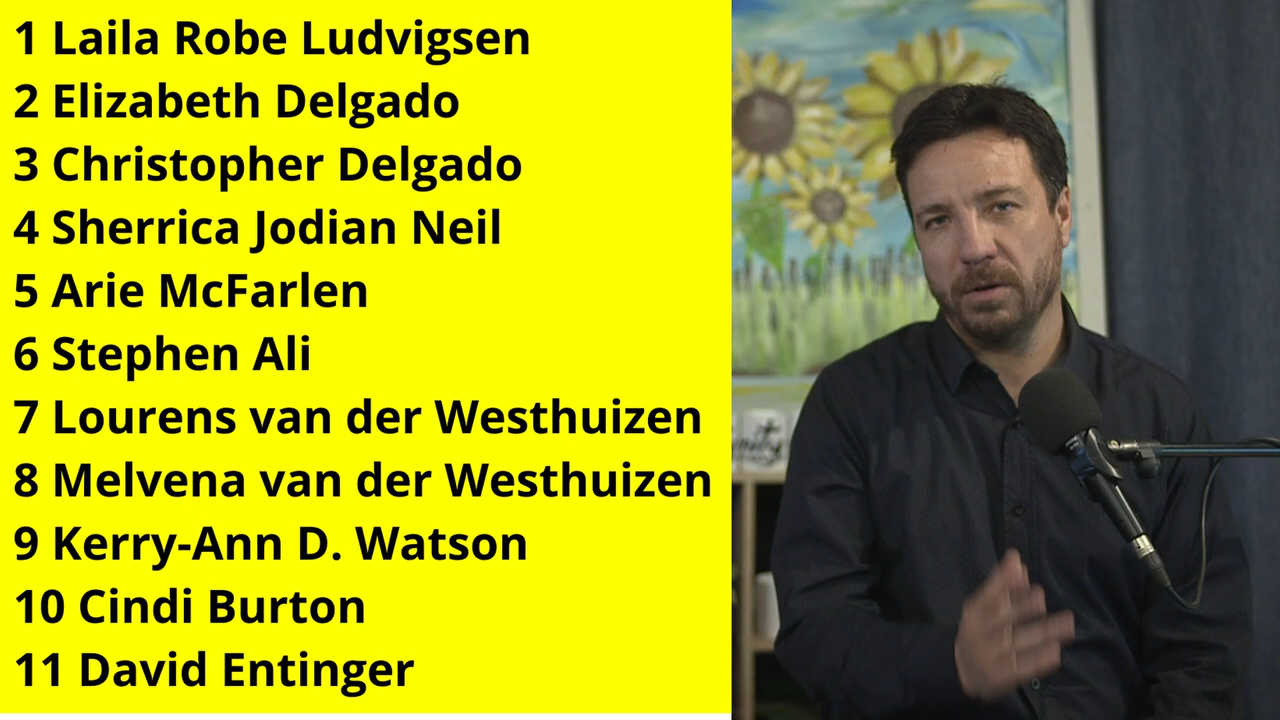 1 Laila Robe Ludvigsen
2 Elizabeth Delgado
3 Christopher Delgado
4 Sherrica Jodian Neil
5 Arie McFarlen
6 Stephen Ali
7 Lourens van der Westhuizen
8 Melvena van der Westhuizen
9 Kerry-Ann D. Watson
10 Cindi Burton
11 David Entinger